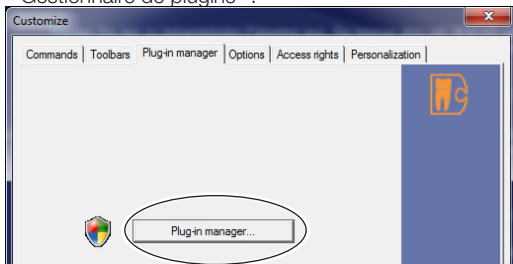 Gestionnaire de plugins
Customize
Commands Toolbars Plug-in manager Options Access rights Personalization
Plug-in manager...